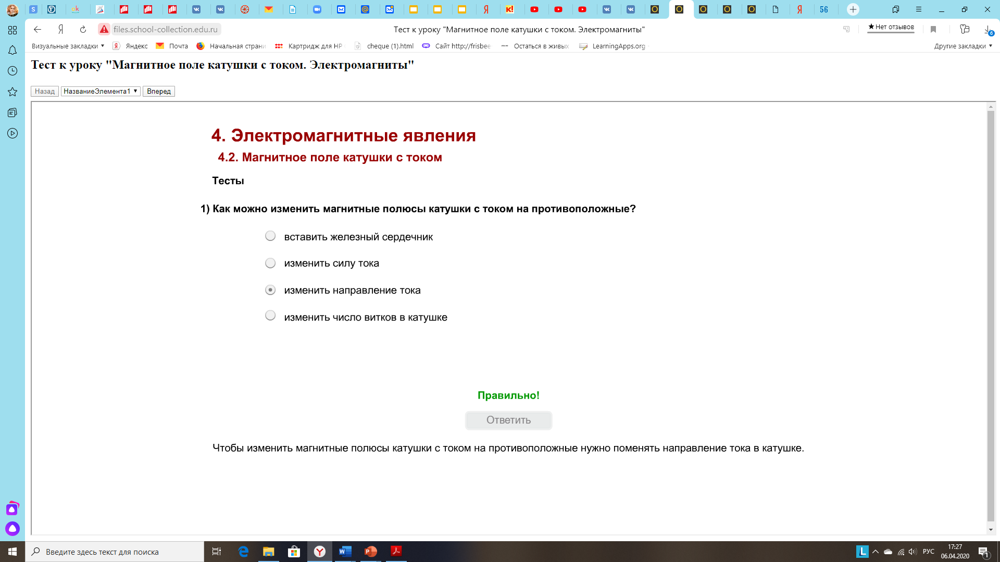 56
files.school-collection.edu.ru
Тест к уроку "Магнитное поле катушки с током. Электромагниты"
★ Нет отзывов
6
Визуальные закладки
Яндекс
Почта
Начальная страни
Картридж для HP
cheque (1).html
Сайт http://frisbee
Остаться в живых
LearningApps.org
Другие закладки
Тест к уроку "Магнитное поле катушки с током. Электромагниты"
Назад НазваниеЭлемента1 Вперед
4. Электромагнитные явления
4.2. Магнитное поле катушки с током
Тесты
1) Как можно изменить магнитные полюсы катушки с током на противоположные?
вставить железный сердечник
изменить силу тока
изменить направление тока
изменить число витков в катушке
Правильно!
Ответить
Чтобы изменить магнитные полюсы катушки с током на противоположные нужно поменять направление тока в катушке.
Введите здесь текст для поиска
РУС
17:27
06.04.2020
1